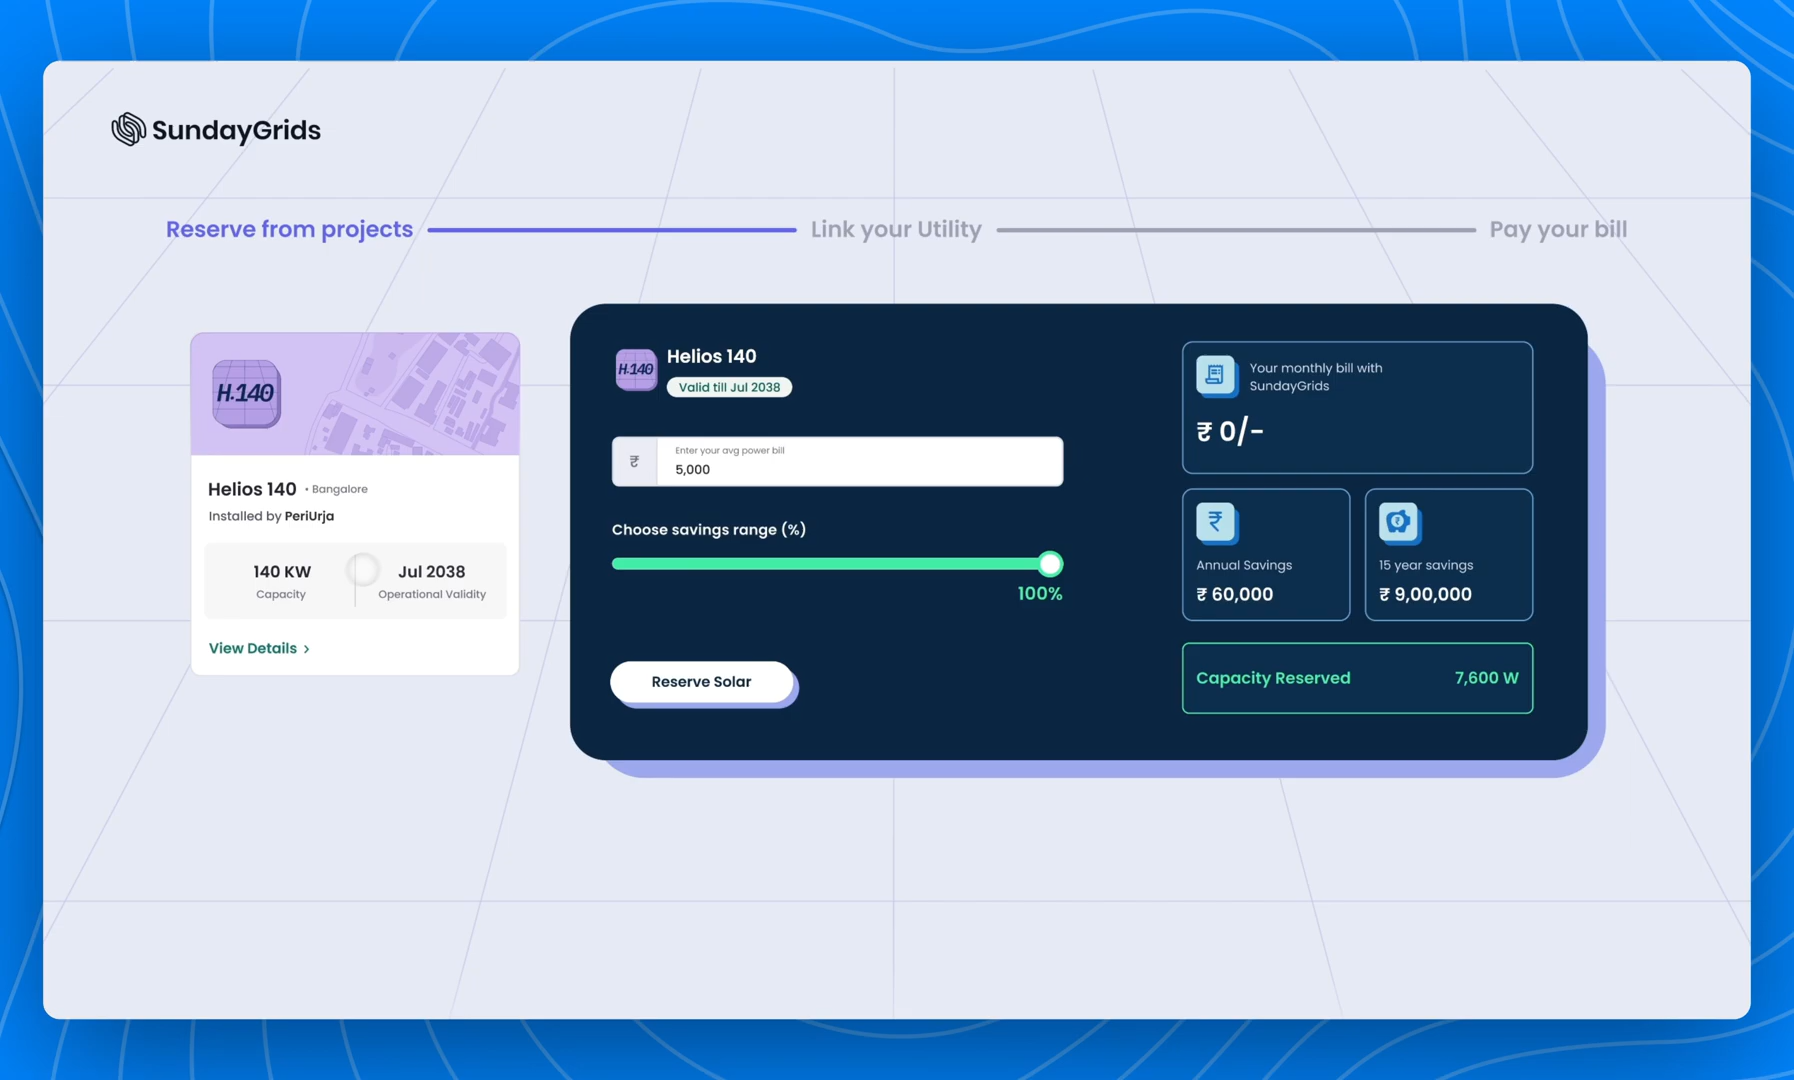 SundayGrids
Reserve from projects
Link your Utility
Pay your bill
H.140
Helios 140 • Bangalore
Installed by PeriUrja
140 KW
Capacity
Jul 2038
Operational Validity
View Details ›
H.140
Helios 140
Valid till Jul 2038
₹
Enter your avg power bill
5,000
Choose savings range (%)
100%
Reserve Solar
Your monthly bill with
SundayGrids
₹ 0/-
₹
Annual Savings
₹ 60,000
₹
15 year savings
₹ 9,00,000
Capacity Reserved
7,600 W